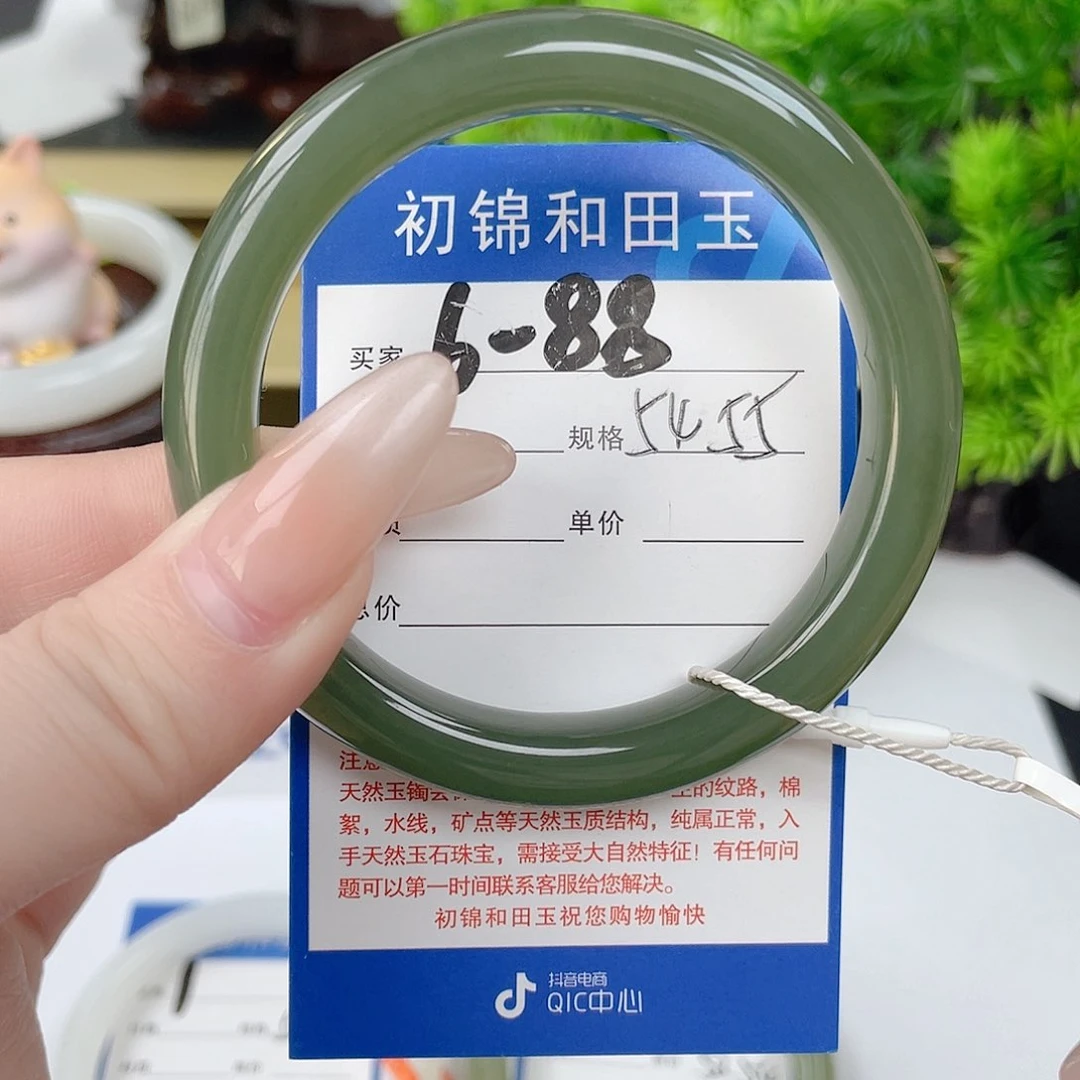 初锦和田玉
买家 6-88
规格 54 55
单价
总价
注意
天然玉镯会 的纹路，棉
絮，水线，矿点等天然玉质结构，纯属正常，入
手天然玉石珠宝，需接受大自然特征！有任何问
题可以第一时间联系客服给您解决。
初锦和田玉祝您购物愉快
抖音电商
QIC中心